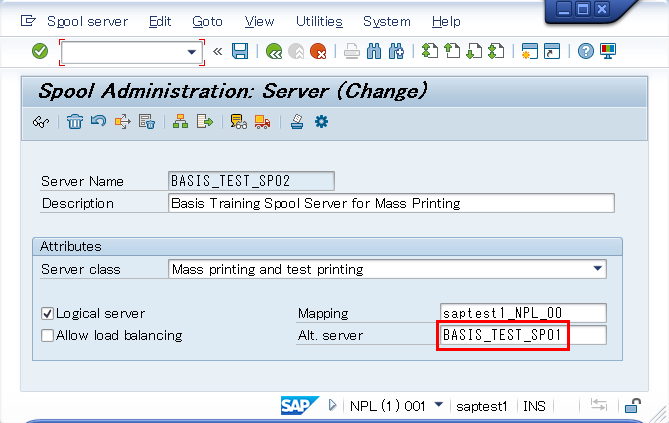 Spool server Edit Goto View Utilities System Help
«
Spool Administration: Server (Change)
Server Name BASIS_TEST_SP02
Description Basis Training Spool Server for Mass Printing
Attributes
Server class Mass printing and test printing
Logical server Mapping saptest1_NPL_00
Allow load balancing Alt. server BASIS_TEST_SP01
SAP NPL (1) 001 saptest1 INS